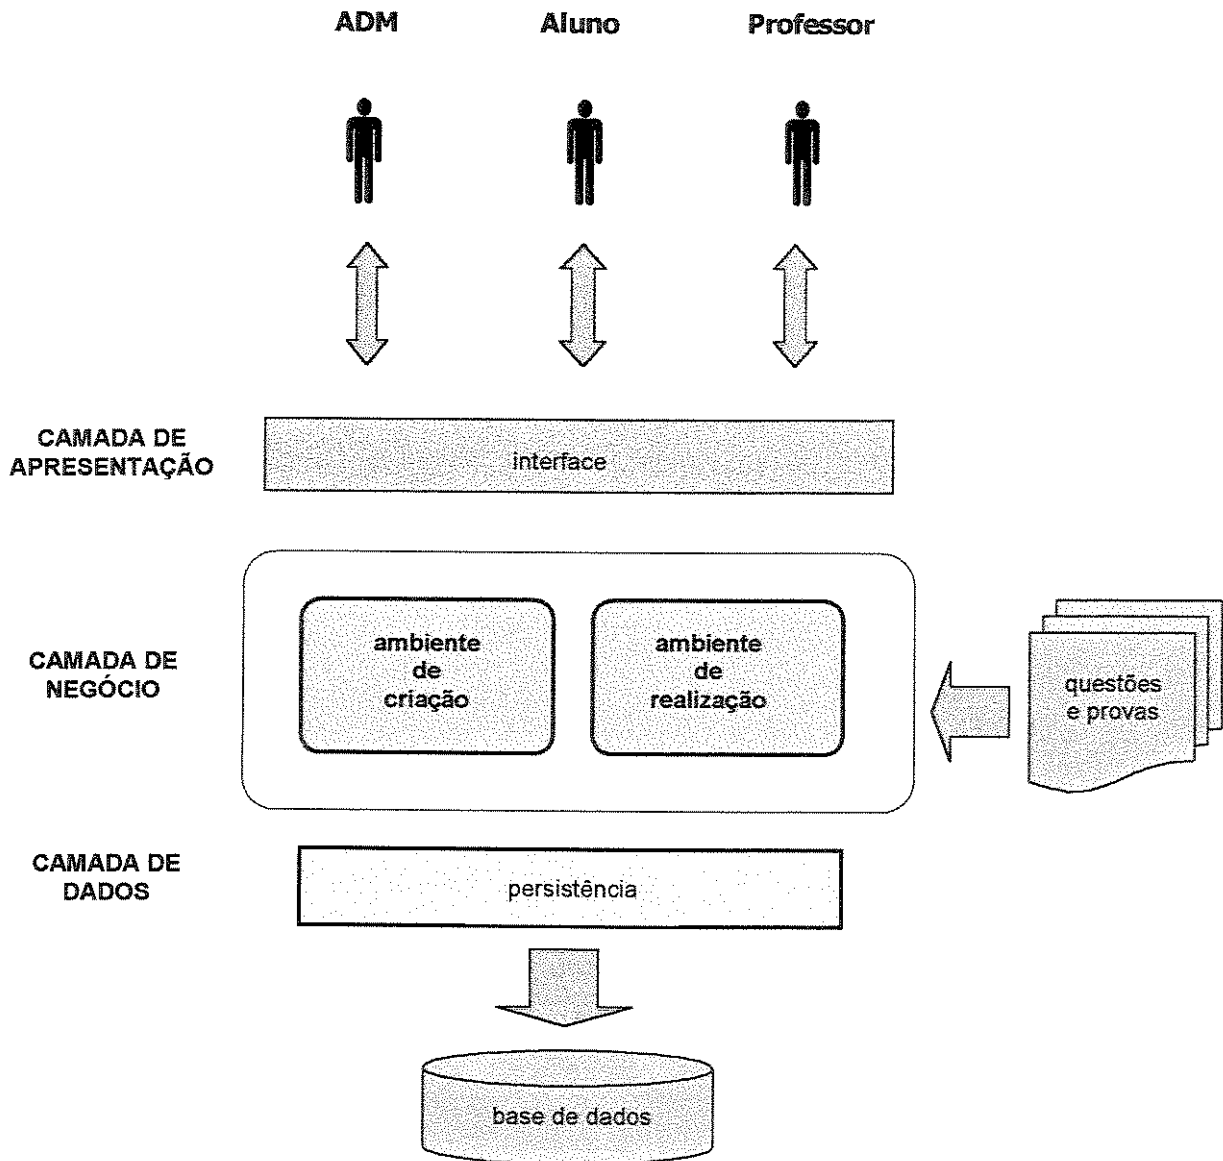 ADM
Aluno
Professor
CAMADA DE
APRESENTAÇÃO
interface
CAMADA DE
NEGÓCIO
ambiente
de
criação
ambiente
de
realização
questões
e provas
CAMADA DE
DADOS
persistência
base de dados